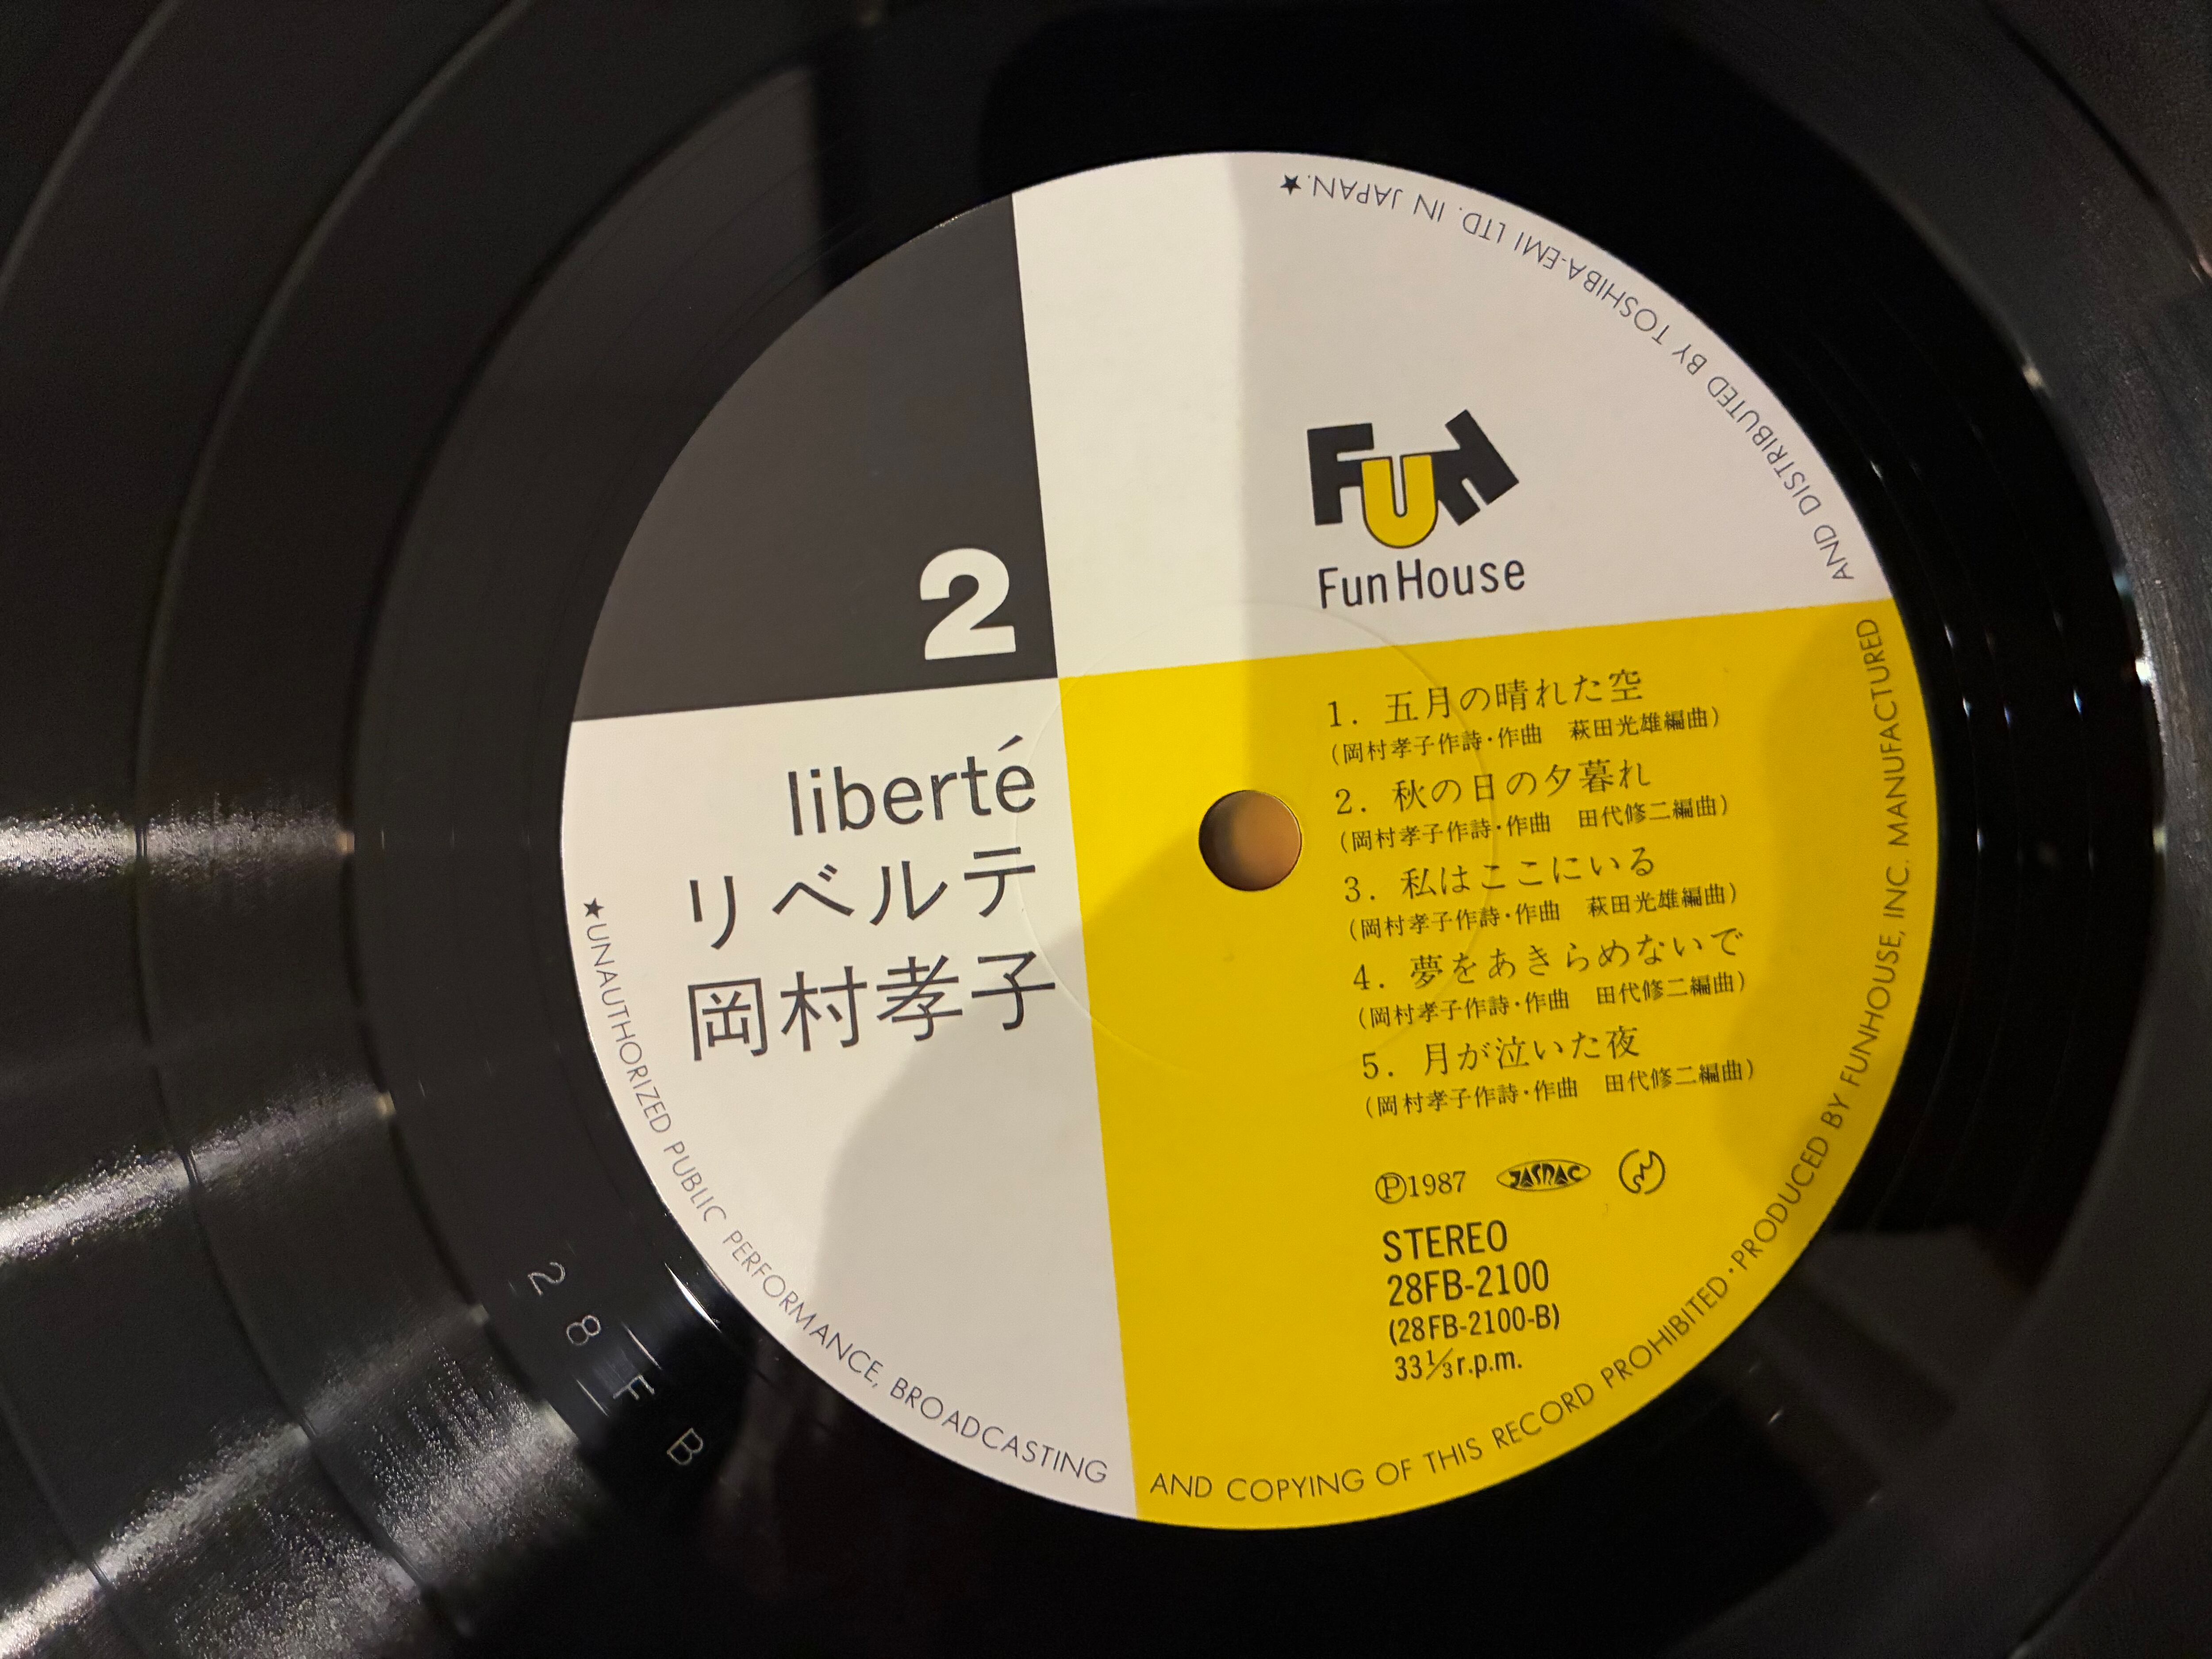 2
FUN
Fun House
liberté
リベルテ
岡村孝子
1. 五月の晴れた空
(岡村孝子作詩・作曲　萩田光雄編曲)
2. 秋の日の夕暮れ
(岡村孝子作詩・作曲　田代修二編曲)
3. 私はここにいる
(岡村孝子作詩・作曲　萩田光雄編曲)
4. 夢をあきらめないで
(岡村孝子作詩・作曲　田代修二編曲)
5. 月が泣いた夜
(岡村孝子作詩・作曲　田代修二編曲)
Ⓟ1987 JASRAC
STEREO
28FB-2100
(28FB-2100-B)
33⅓r.p.m.
★UNAUTHORIZED PUBLIC PERFORMANCE, BROADCASTING AND COPYING OF THIS RECORD PROHIBITED・PRODUCED BY FUNHOUSE, INC. MANUFACTURED AND DISTRIBUTED BY TOSHIBA-EMI LTD. IN JAPAN.★
28FB